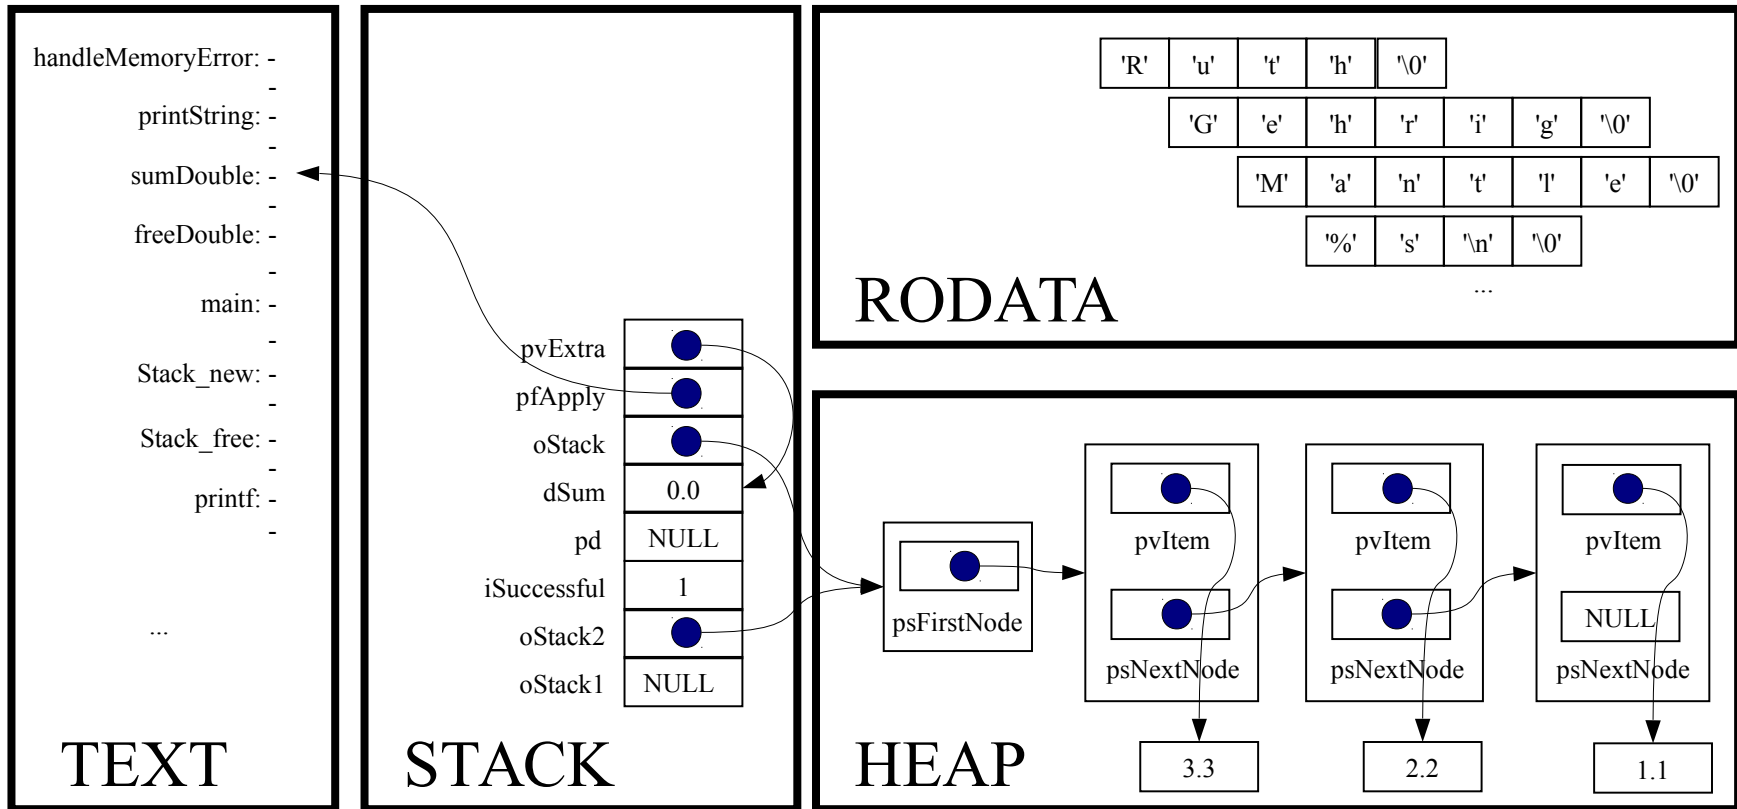 handleMemoryError: -
-
printString: -
-
sumDouble: -
-
freeDouble: -
-
main: -
-
Stack_new: -
-
Stack_free: -
-
printf: -
-
...
TEXT
pvExtra
pfApply
oStack
dSum 0.0
pd NULL
iSuccessful 1
oStack2
oStack1 NULL
STACK
'R' 'u' 't' 'h' '\0'
'G' 'e' 'h' 'r' 'i' 'g' '\0'
'M' 'a' 'n' 't' 'l' 'e' '\0'
'%' 's' '\n' '\0'
...
RODATA
psFirstNode
pvItem pvItem pvItem
NULL
psNextNode psNextNode psNextNode
3.3 2.2 1.1
HEAP